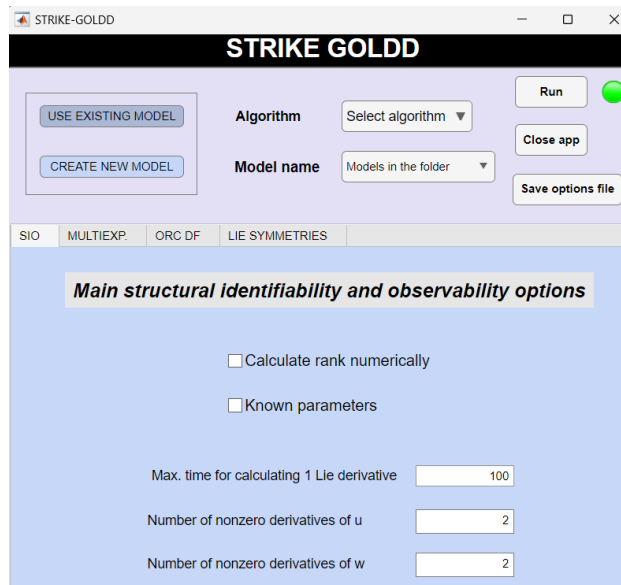 STRIKE-GOLDD
STRIKE GOLDD
USE EXISTING MODEL
CREATE NEW MODEL
Algorithm
Select algorithm
Model name
Models in the folder
Run
Close app
Save options file
SIO MULTIEXP. ORC DF LIE SYMMETRIES
Main structural identifiability and observability options
Calculate rank numerically
Known parameters
Max. time for calculating 1 Lie derivative 100
Number of nonzero derivatives of u 2
Number of nonzero derivatives of w 2